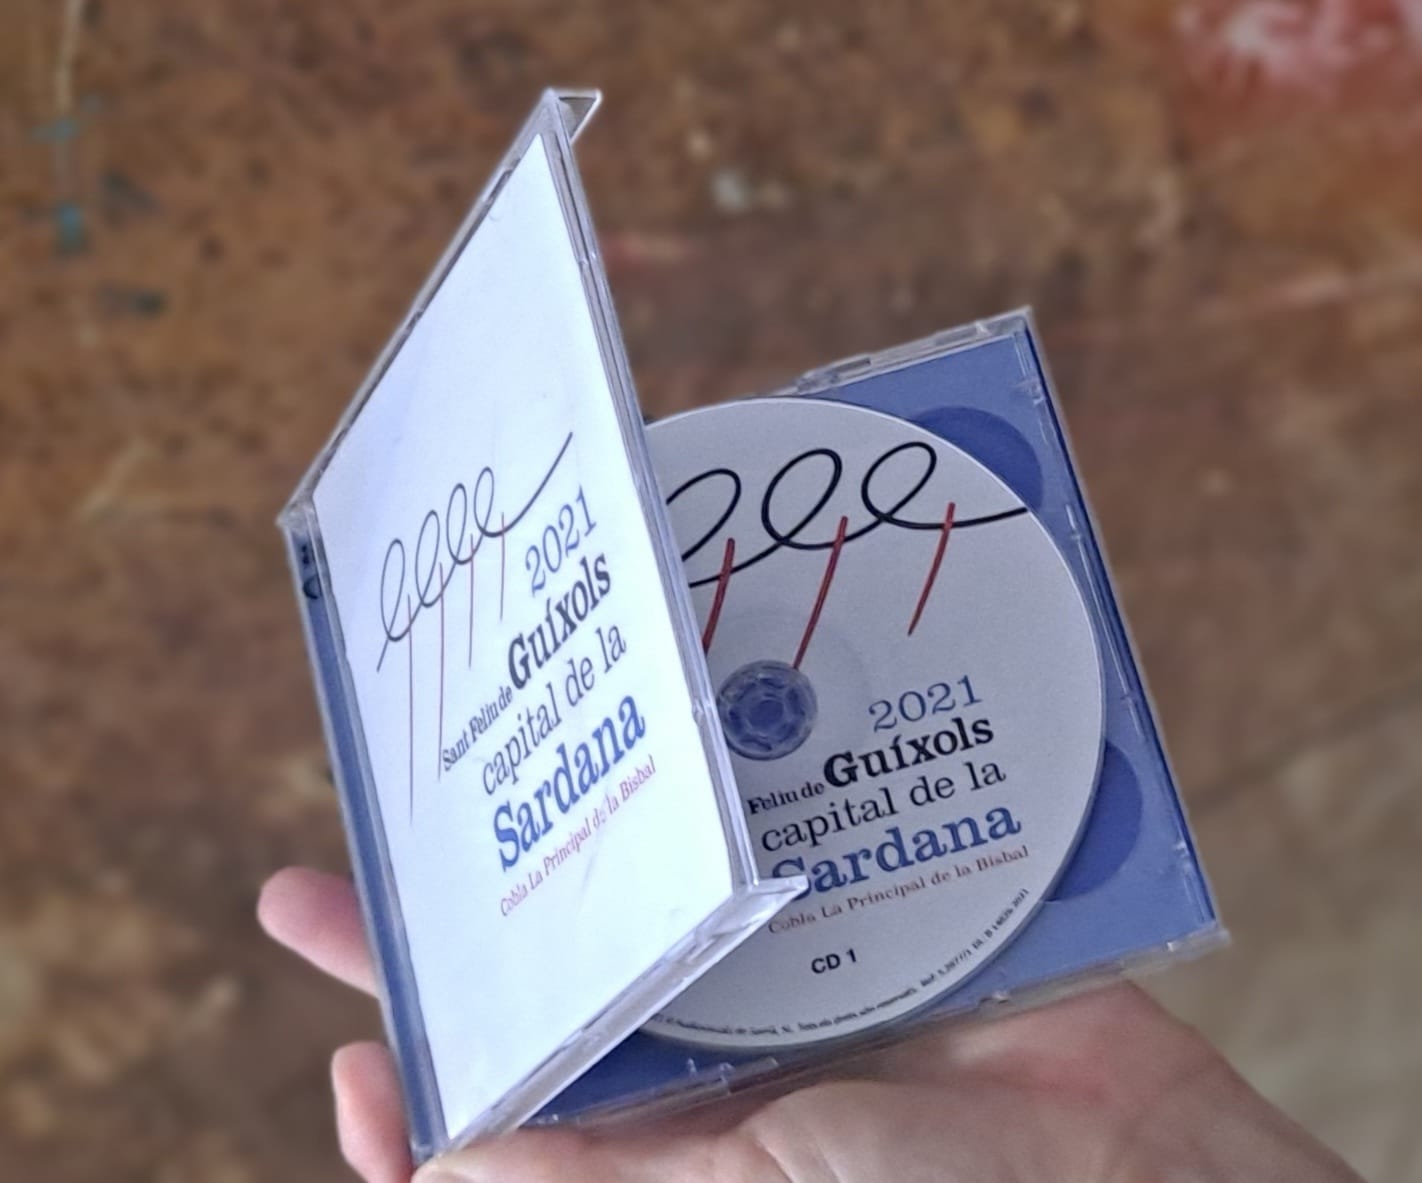 2021
Sant Feliu de Guíxols
capital de la
Sardana
Cobla La Principal de la Bisbal
2021
Feliu de Guíxols
capital de la
Sardana
Cobla La Principal de la Bisbal
CD 1